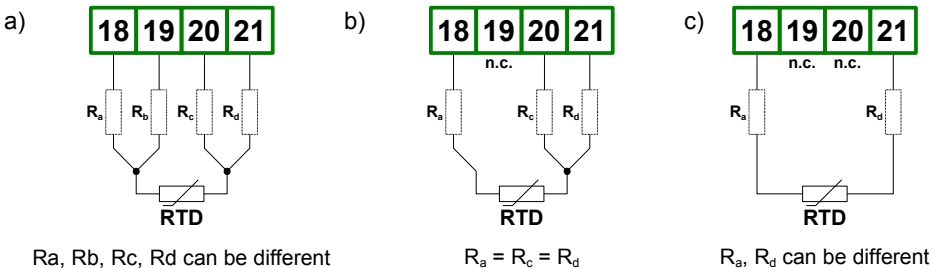 a) 18 19 20 21
Ra Rb Rc Rd
RTD
Ra, Rb, Rc, Rd can be different
b) 18 19 20 21
n.c.
Ra Rc Rd
RTD
Ra = Rc = Rd
c) 18 19 20 21
n.c. n.c.
Ra Rd
RTD
Ra, Rd can be different